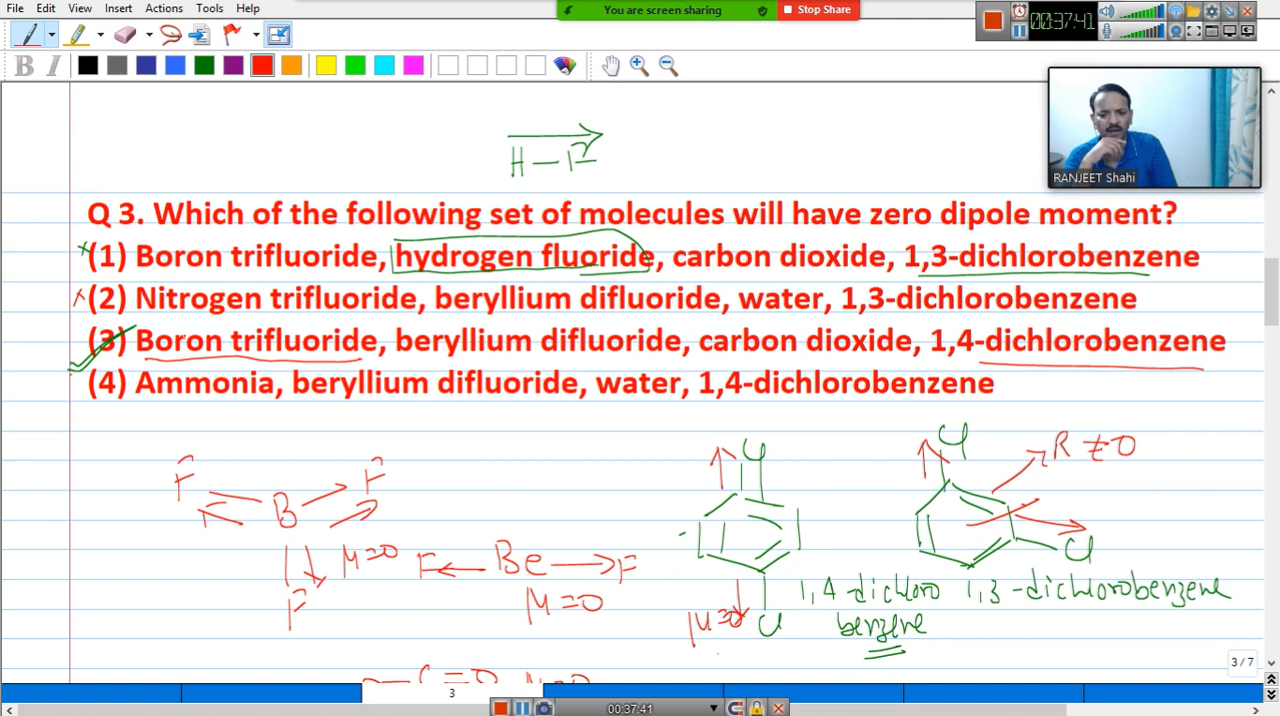 File Edit View Insert Actions Tools Help
You are screen sharing Stop Share
00:37:41
B I
RANJEET Shahi
H—F
Q 3. Which of the following set of molecules will have zero dipole moment?
(1) Boron trifluoride, hydrogen fluoride, carbon dioxide, 1,3-dichlorobenzene
(2) Nitrogen trifluoride, beryllium difluoride, water, 1,3-dichlorobenzene
(3) Boron trifluoride, beryllium difluoride, carbon dioxide, 1,4-dichlorobenzene
(4) Ammonia, beryllium difluoride, water, 1,4-dichlorobenzene
Cl Cl R ≠ 0
F F
B
M=0 F Be F Cl
F M=0 1,4-dichloro 1,3-dichlorobenzene
M=0 Cl benzene
C=O M=0
3/7
3
00:37:41